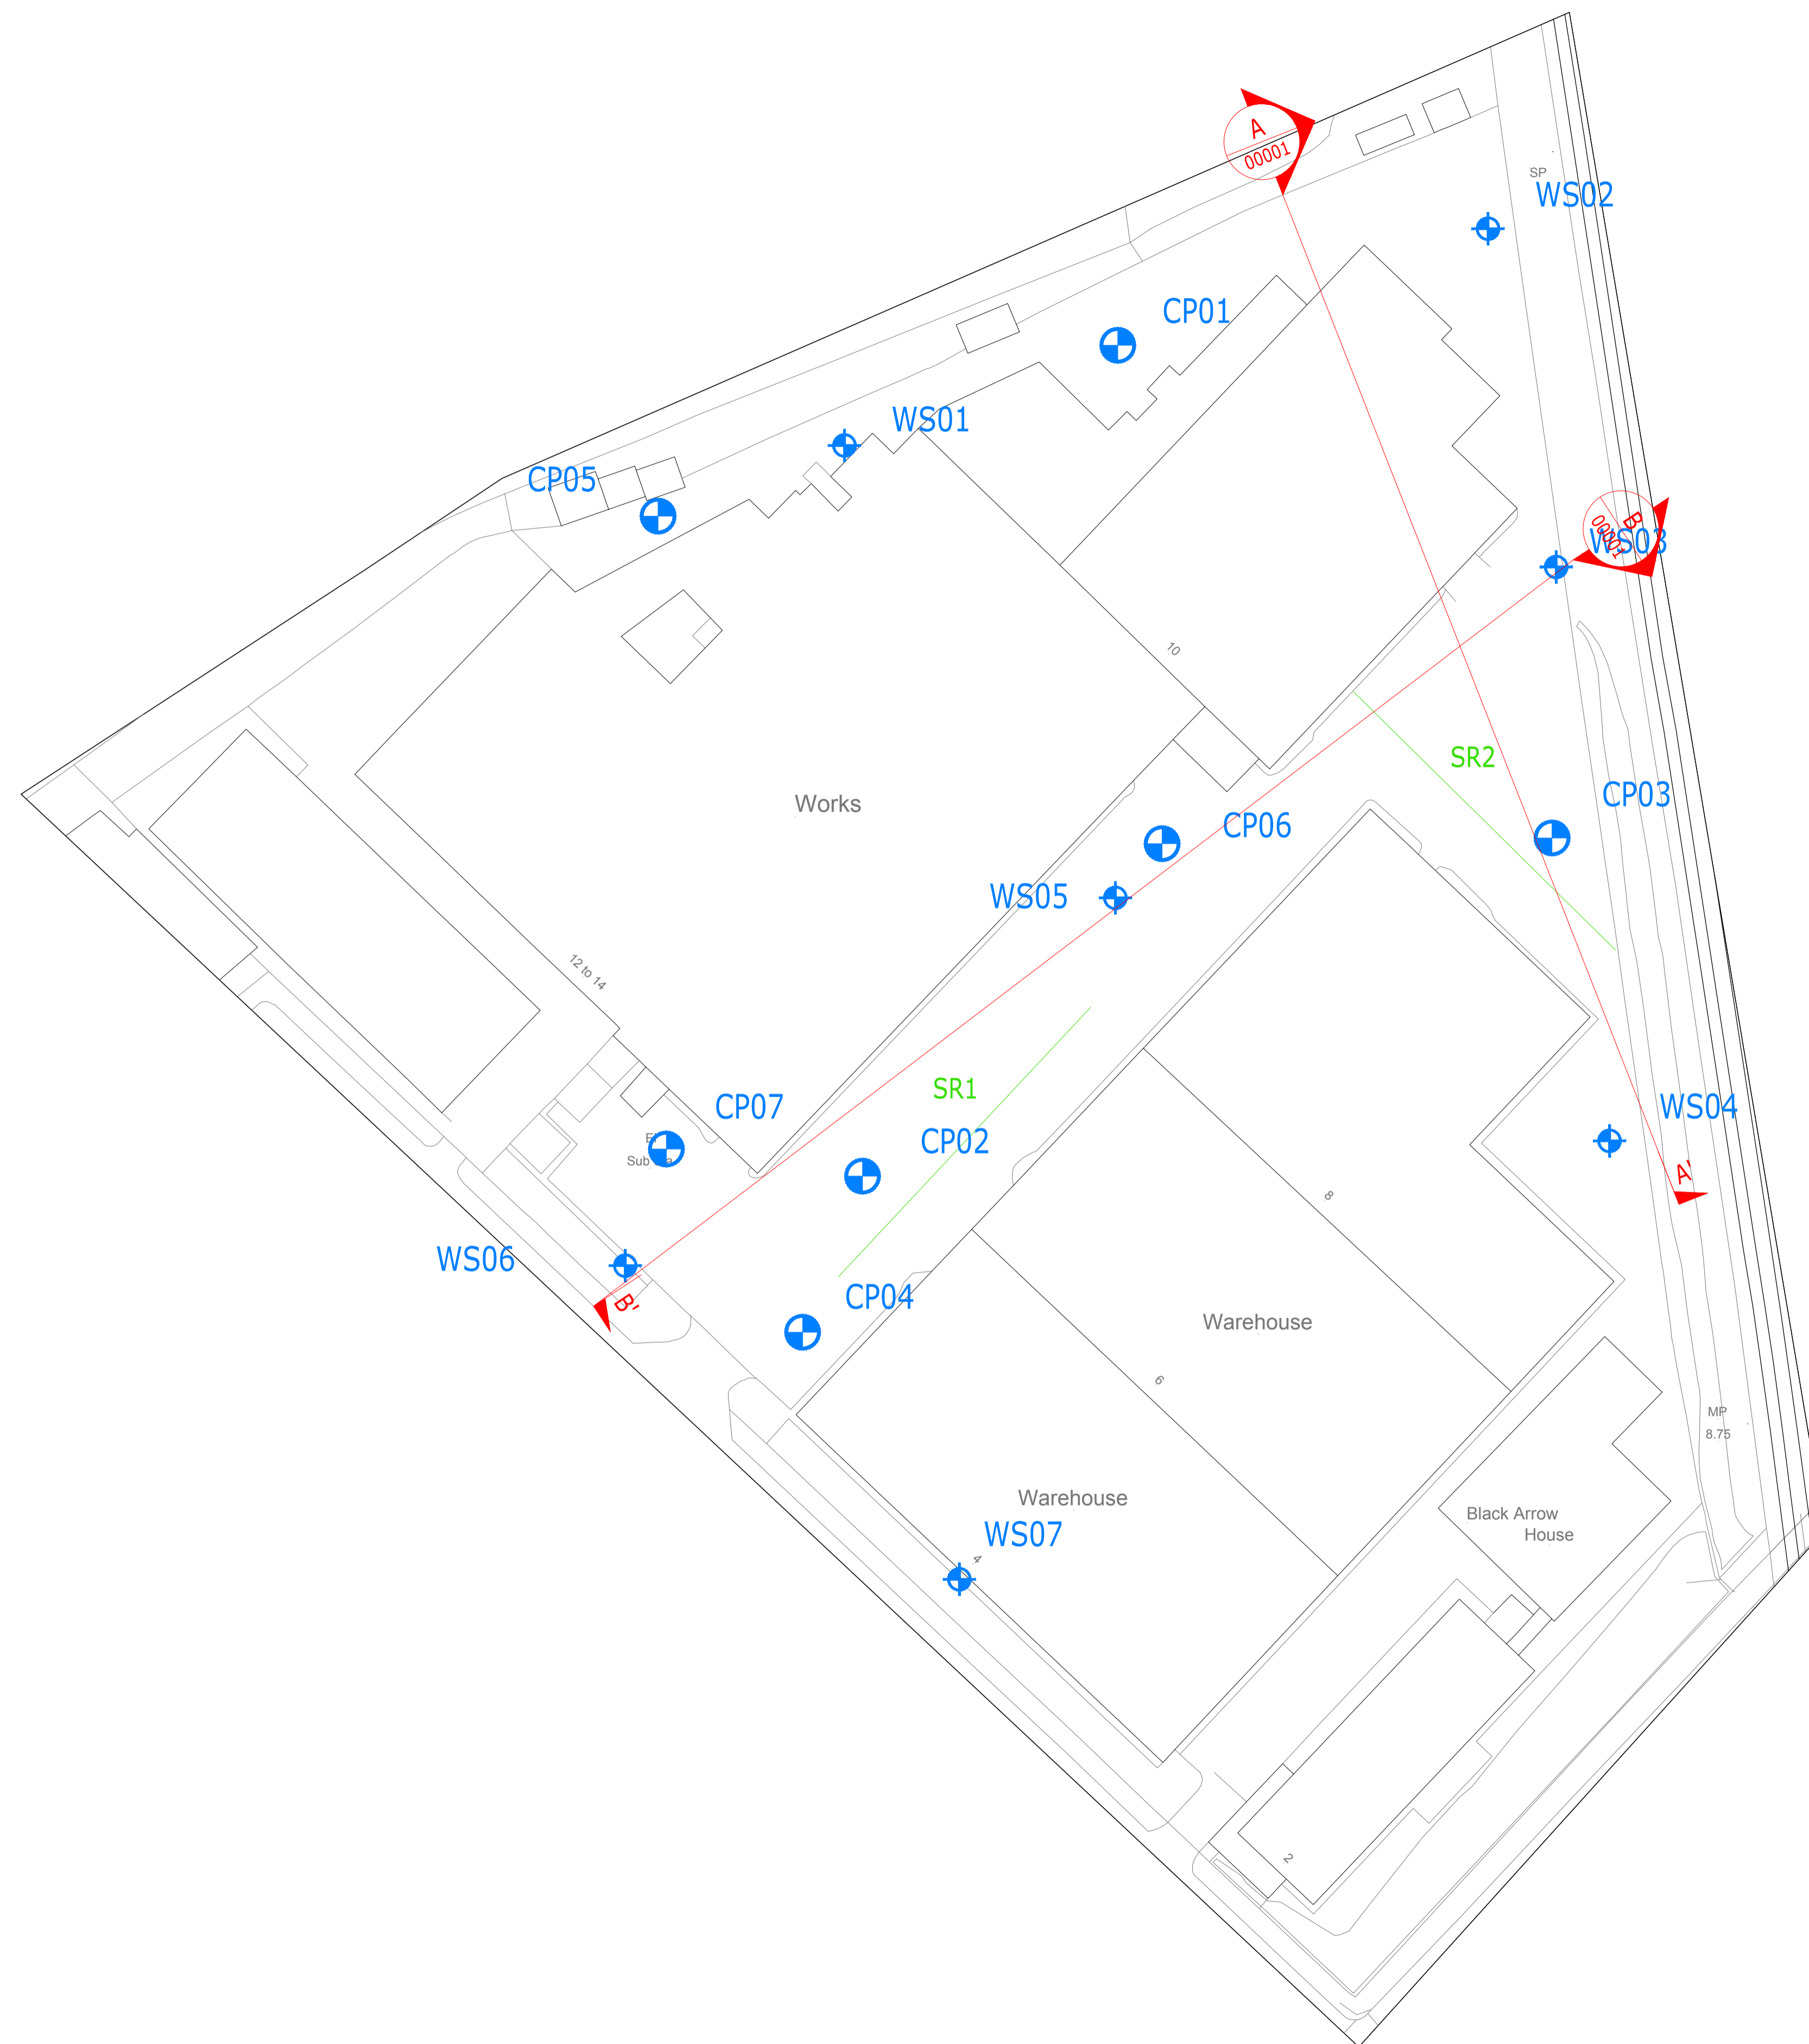 A
00001
SP
WS02
CP01
WS01
CP05
B
00001
WS03
10
SR2
CP03
Works
CP06
WS05
12 to 14
SR1
CP07
WS04
CP02
Sub
A'
8
WS06
CP04
B'
Warehouse
6
MP
8.75
Warehouse
Black Arrow
House
WS07
4
2